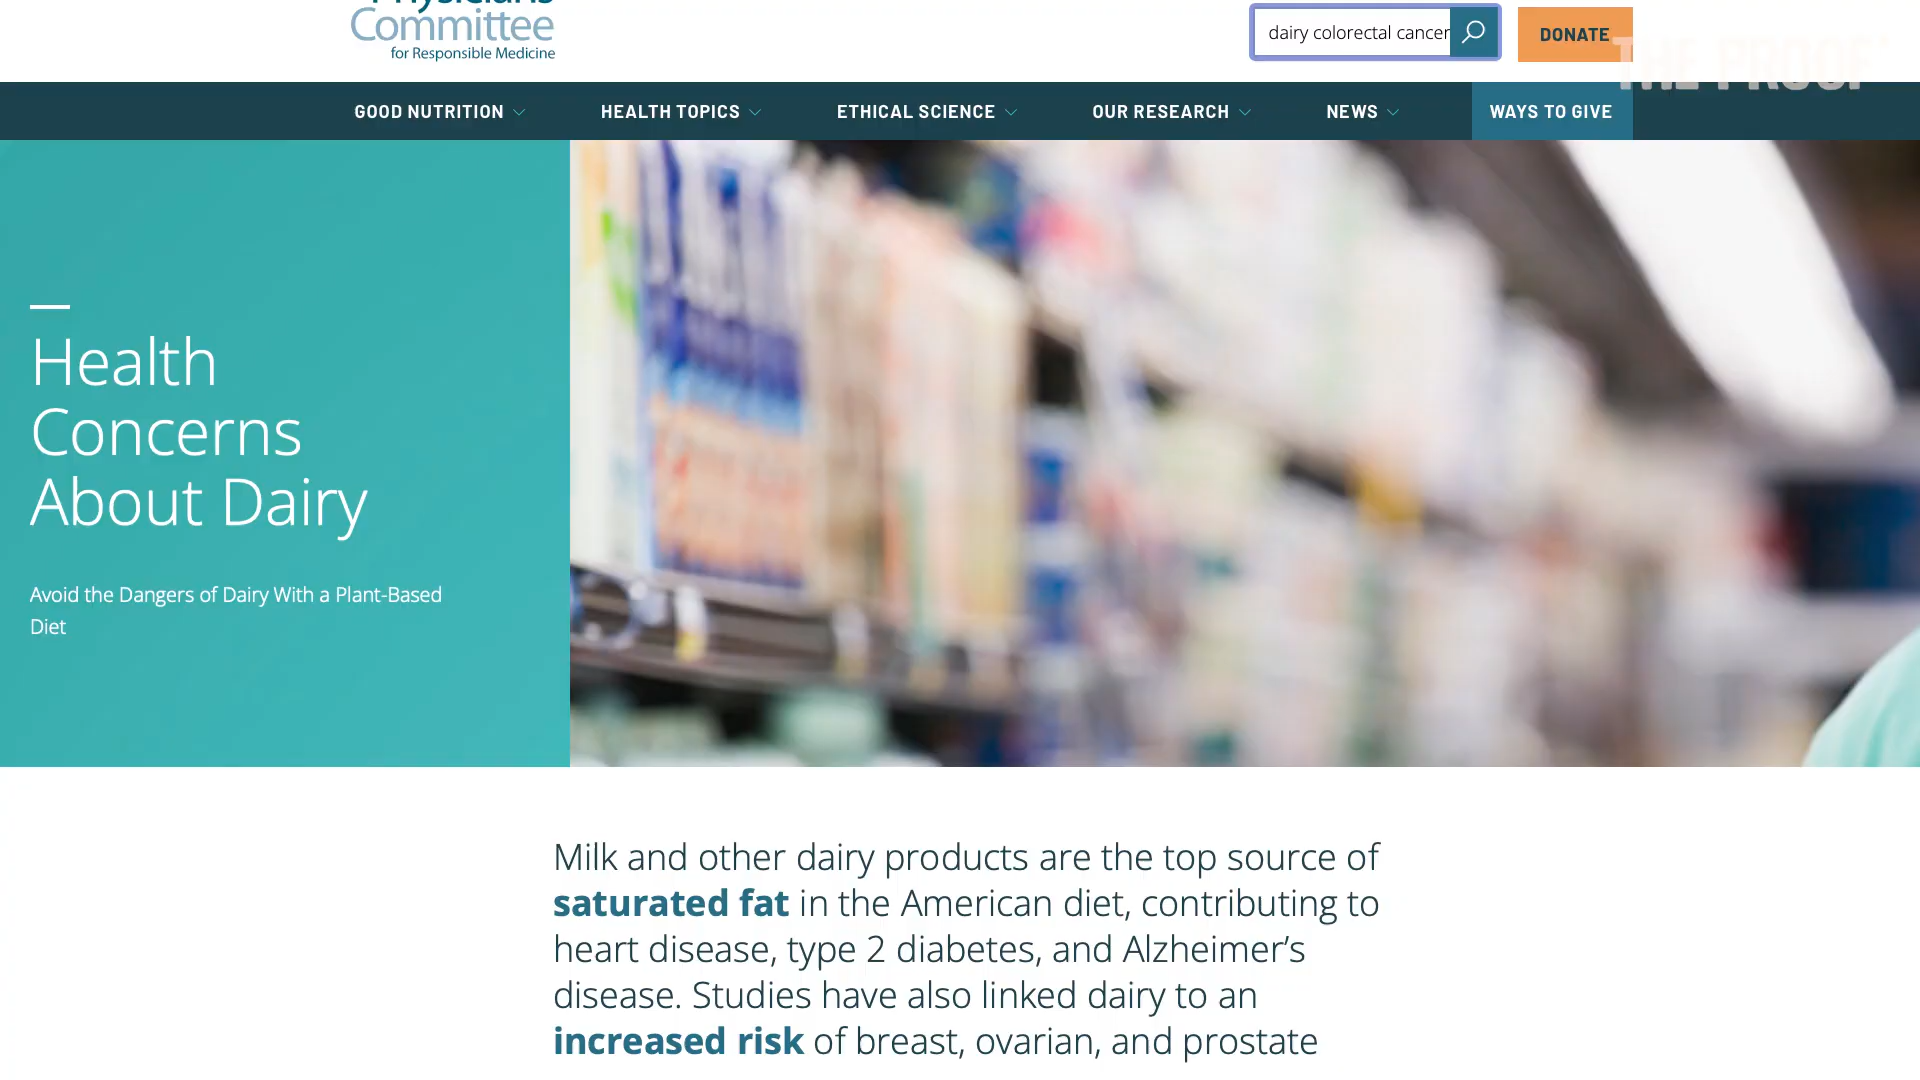 Physicians
Committee
for Responsible Medicine
dairy colorectal cancer
DONATE
THE PROOF
GOOD NUTRITION
HEALTH TOPICS
ETHICAL SCIENCE
OUR RESEARCH
NEWS
WAYS TO GIVE
Health
Concerns
About Dairy
Avoid the Dangers of Dairy With a Plant-Based
Diet
Milk and other dairy products are the top source of
saturated fat in the American diet, contributing to
heart disease, type 2 diabetes, and Alzheimer’s
disease. Studies have also linked dairy to an
increased risk of breast, ovarian, and prostate